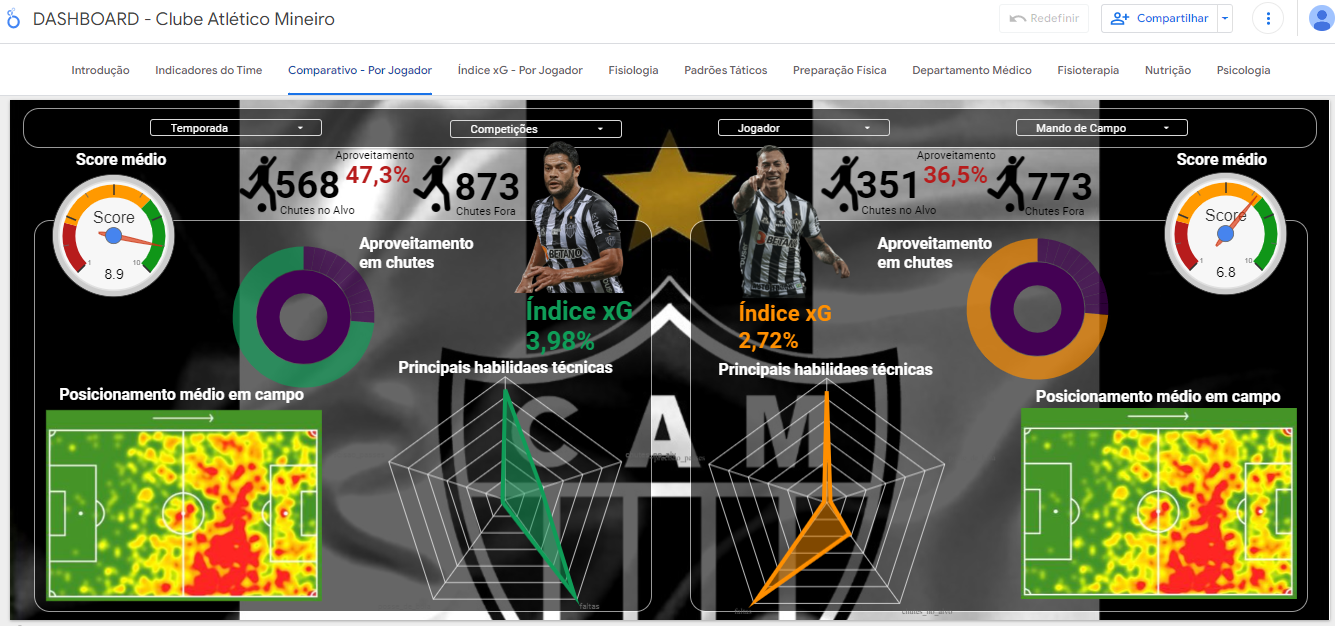 DASHBOARD - Clube Atlético Mineiro
Redefinir
Compartilhar
Introdução
Indicadores do Time
Comparativo - Por Jogador
Índice xG - Por Jogador
Fisiologia
Padrões Táticos
Preparação Física
Departamento Médico
Fisioterapia
Nutrição
Psicologia
Temporada
Competições
Jogador
Mando de Campo
Score médio
Score
1
10
8.9
568
Chutes no Alvo
Aproveitamento
47,3%
873
Chutes Fora
351
Chutes no Alvo
Aproveitamento
36,5%
773
Chutes Fora
Score médio
Score
1
10
6.8
Aproveitamento
em chutes
BETANO
Índice xG
3,98%
Aproveitamento
em chutes
BETANO
Índice xG
2,72%
Principais habilidaes técnicas
Posicionamento médio em campo
faltas
Principais habilidaes técnicas
Posicionamento médio em campo
faltas
chutes_no_alvo
CAM